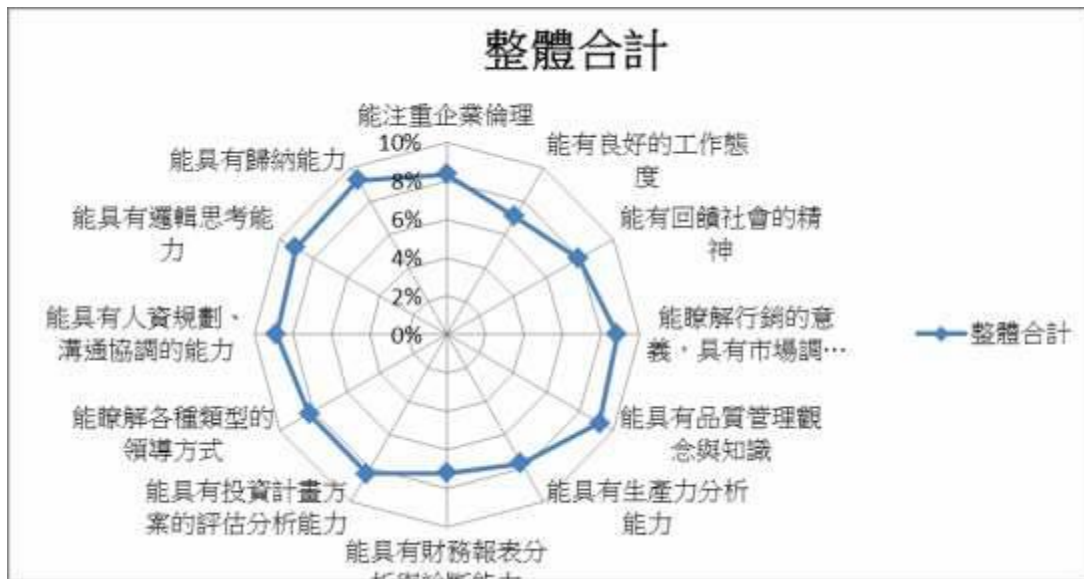 整體合計
能注重企業倫理
能有良好的工作態
度
能有回饋社會的精
神
能瞭解行銷的意
義，具有市場調…
能具有品質管理觀
念與知識
能具有生產力分析
能力
能具有財務報表分
能具有投資計畫方
案的評估分析能力
能瞭解各種類型的
領導方式
能具有人資規劃、
溝通協調的能力
能具有邏輯思考能
力
能具有歸納能力
10%
8%
6%
4%
2%
0%
整體合計